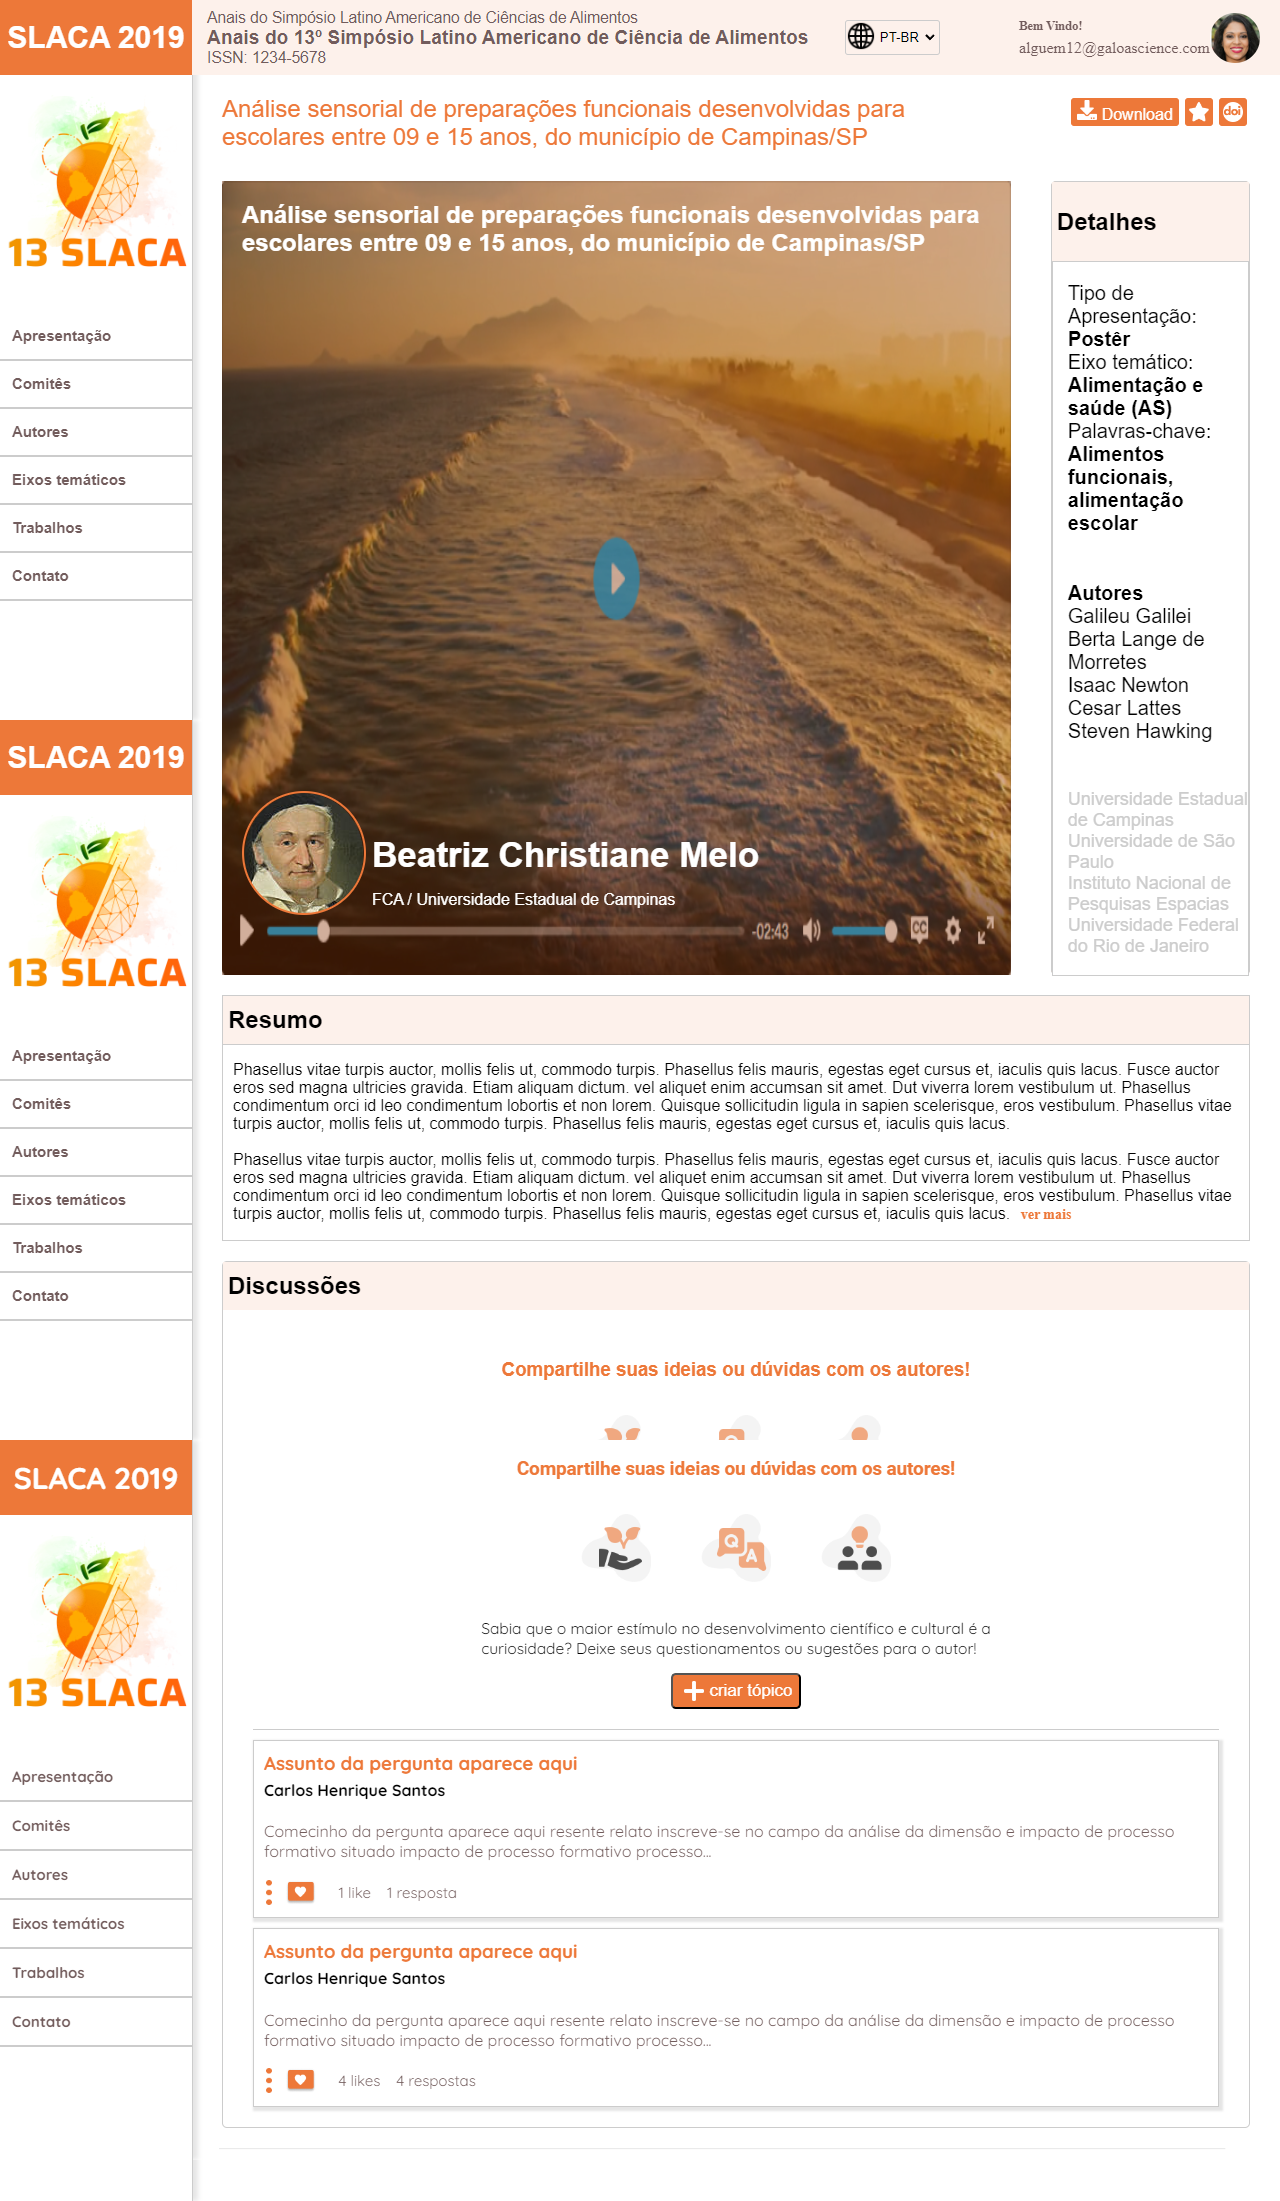 SLACA 2019
Anais do Simpósio Latino Americano de Ciências de Alimentos
Anais do 13º Simpósio Latino Americano de Ciência de Alimentos
ISSN: 1234-5678
PT-BR
Bem Vindo!
alguem12@galoascience.com
13 SLACA
Apresentação
Comitês
Autores
Eixos temáticos
Trabalhos
Contato
Análise sensorial de preparações funcionais desenvolvidas para
escolares entre 09 e 15 anos, do município de Campinas/SP
Download
doi
Análise sensorial de preparações funcionais desenvolvidas para
escolares entre 09 e 15 anos, do município de Campinas/SP
Beatriz Christiane Melo
FCA / Universidade Estadual de Campinas
-02:43
CC
Detalhes
Tipo de
Apresentação:
Postêr
Eixo temático:
Alimentação e
saúde (AS)
Palavras-chave:
Alimentos
funcionais,
alimentação
escolar
Autores
Galileu Galilei
Berta Lange de
Morretes
Isaac Newton
Cesar Lattes
Steven Hawking
Universidade Estadual
de Campinas
Universidade de São
Paulo
Instituto Nacional de
Pesquisas Espacias
Universidade Federal
do Rio de Janeiro
SLACA 2019
13 SLACA
Apresentação
Comitês
Autores
Eixos temáticos
Trabalhos
Contato
Resumo
Phasellus vitae turpis auctor, mollis felis ut, commodo turpis. Phasellus felis mauris, egestas eget cursus et, iaculis quis lacus. Fusce auctor
eros sed magna ultricies gravida. Etiam aliquam dictum. vel aliquet enim accumsan sit amet. Dut viverra lorem vestibulum ut. Phasellus
condimentum orci id leo condimentum lobortis et non lorem. Quisque sollicitudin ligula in sapien scelerisque, eros vestibulum. Phasellus vitae
turpis auctor, mollis felis ut, commodo turpis. Phasellus felis mauris, egestas eget cursus et, iaculis quis lacus.
Phasellus vitae turpis auctor, mollis felis ut, commodo turpis. Phasellus felis mauris, egestas eget cursus et, iaculis quis lacus. Fusce auctor
eros sed magna ultricies gravida. Etiam aliquam dictum. vel aliquet enim accumsan sit amet. Dut viverra lorem vestibulum ut. Phasellus
condimentum orci id leo condimentum lobortis et non lorem. Quisque sollicitudin ligula in sapien scelerisque, eros vestibulum. Phasellus vitae
turpis auctor, mollis felis ut, commodo turpis. Phasellus felis mauris, egestas eget cursus et, iaculis quis lacus. ver mais
Discussões
Compartilhe suas ideias ou dúvidas com os autores!
Q
SLACA 2019
13 SLACA
Apresentação
Comitês
Autores
Eixos temáticos
Trabalhos
Contato
Compartilhe suas ideias ou dúvidas com os autores!
Q
A
Sabia que o maior estímulo no desenvolvimento científico e cultural é a
curiosidade? Deixe seus questionamentos ou sugestões para o autor!
criar tópico
Assunto da pergunta aparece aqui
Carlos Henrique Santos
Comecinho da pergunta aparece aqui resente relato inscreve-se no campo da análise da dimensão e impacto de processo
formativo situado impacto de processo formativo processo...
1 like 1 resposta
Assunto da pergunta aparece aqui
Carlos Henrique Santos
Comecinho da pergunta aparece aqui resente relato inscreve-se no campo da análise da dimensão e impacto de processo
formativo situado impacto de processo formativo processo...
4 likes 4 respostas